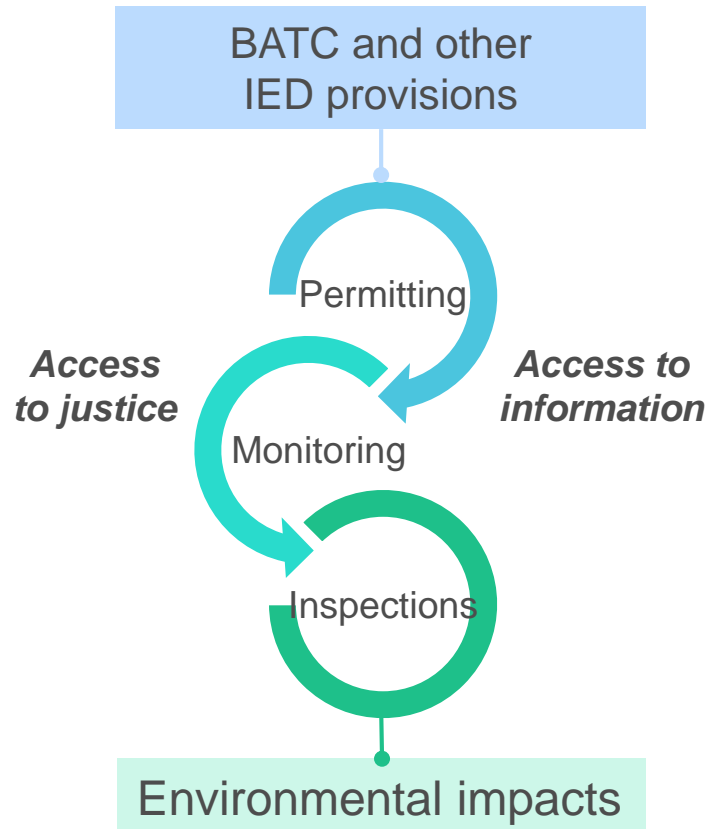 BATC and other
IED provisions
Permitting
Access
to justice
Access to
information
Monitoring
Inspections
Environmental impacts